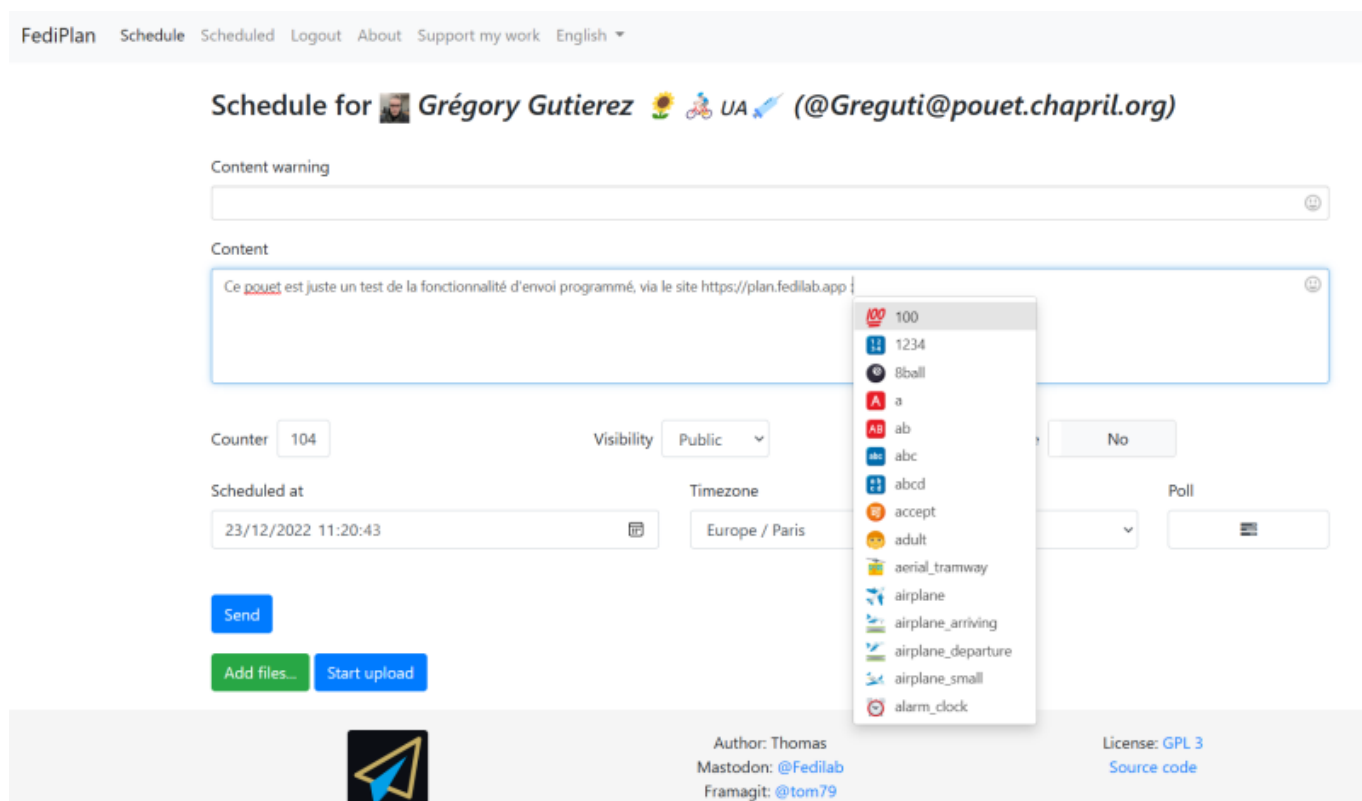 FediPlan Schedule Scheduled Logout About Support my work English
Schedule for Grégory Gutierez 🌻 🚴 UA 💉 (@Greguti@pouet.chapril.org)
Content warning
Content
Ce pouet est juste un test de la fonctionnalité d'envoi programmé, via le site https://plan.fedilab.app :
100
1234
8ball
a
ab
abc
abcd
accept
adult
aerial_tramway
airplane
airplane_arriving
airplane_departure
airplane_small
alarm_clock
Counter 104 Visibility Public No
Scheduled at Timezone Poll
23/12/2022 11:20:43 Europe / Paris
Send
Add files... Start upload
Author: Thomas License: GPL 3
Mastodon: @Fedilab Source code
Framagit: @tom79